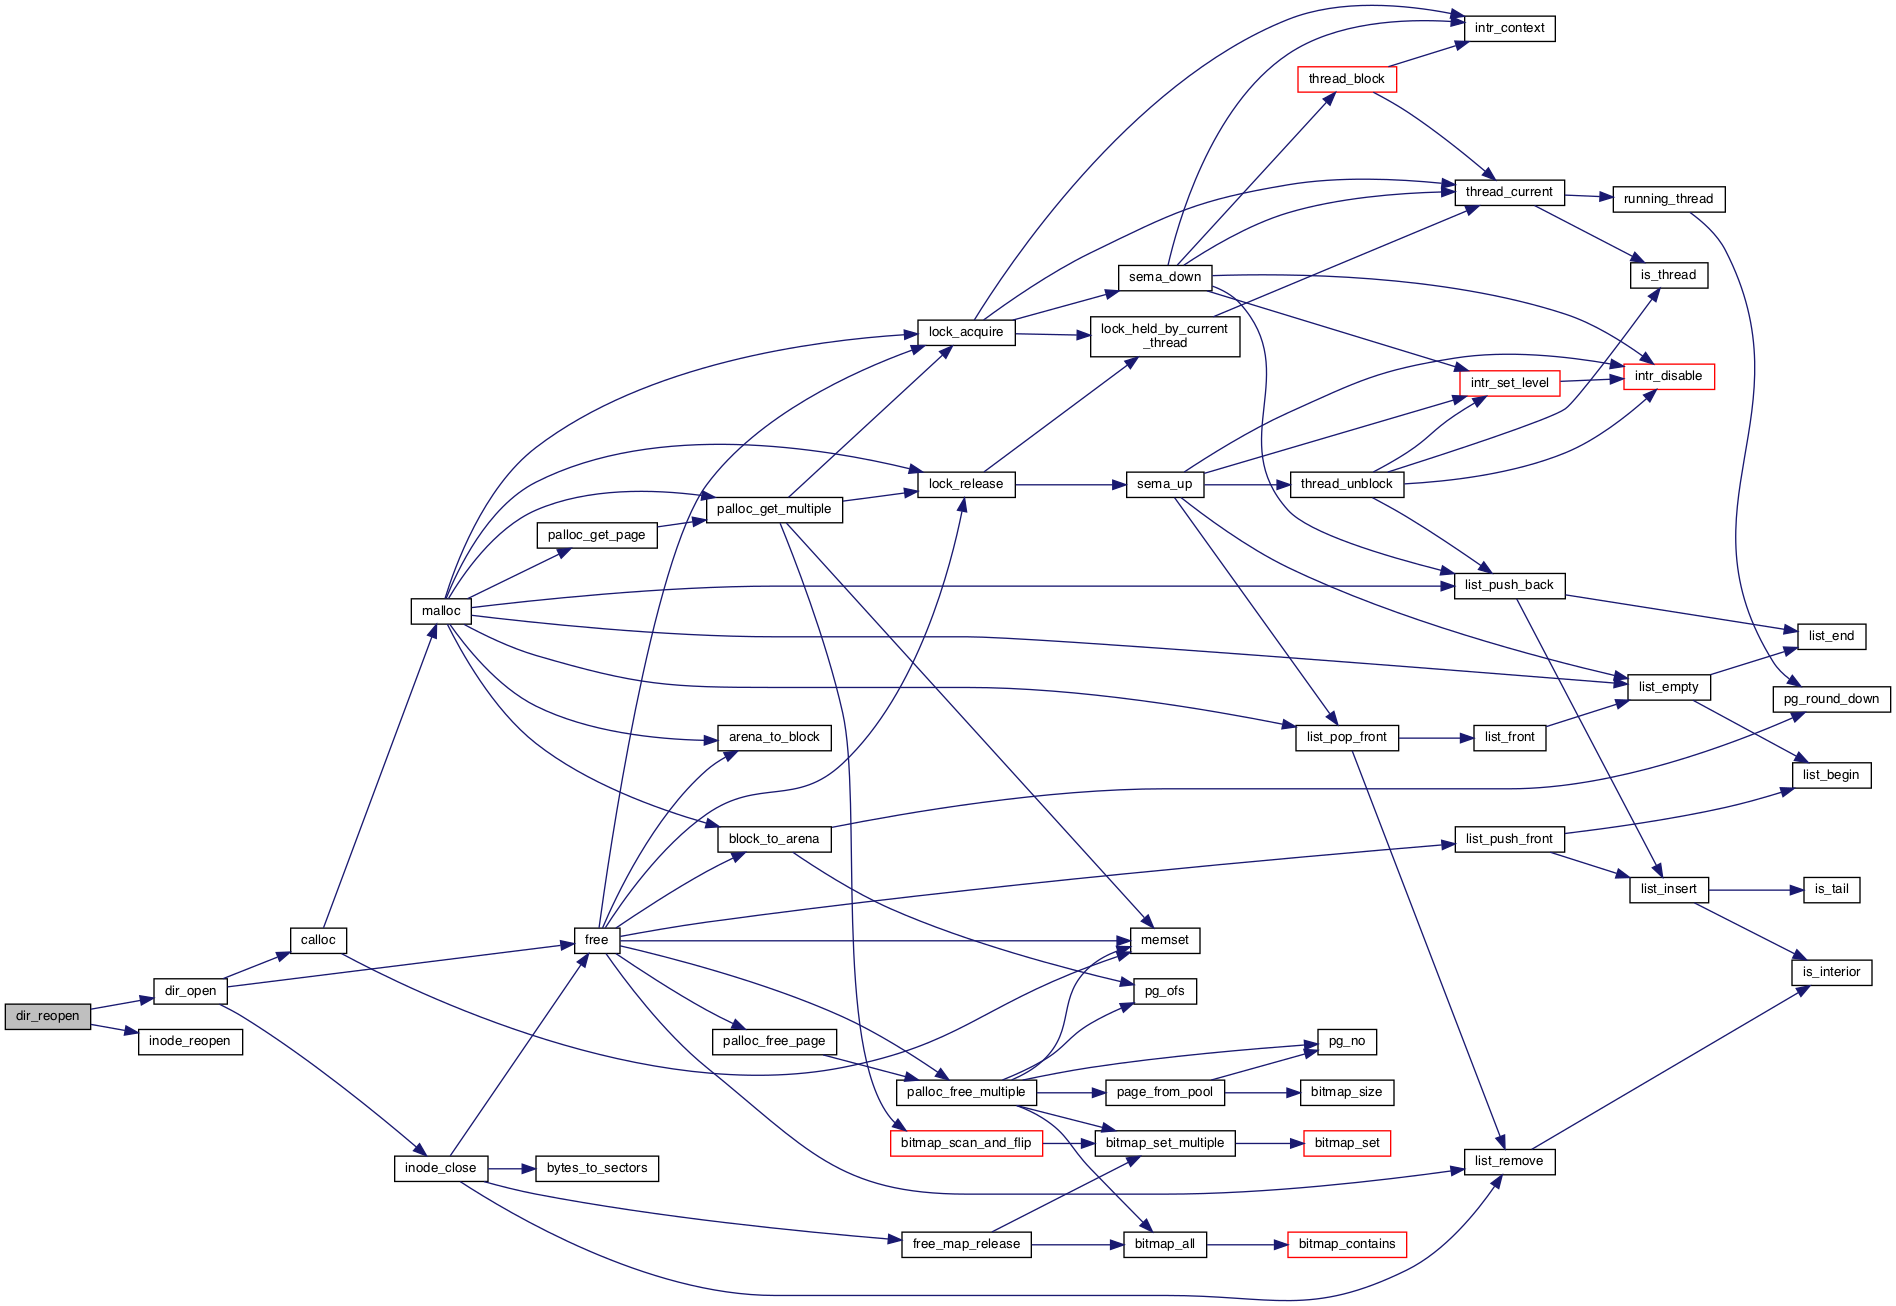 intr_context
thread_block
thread_current
running_thread
is_thread
sema_down
lock_acquire
lock_held_by_current
_thread
intr_set_level
intr_disable
lock_release
sema_up
thread_unblock
palloc_get_multiple
palloc_get_page
list_push_back
malloc
list_end
list_empty
pg_round_down
arena_to_block
list_pop_front
list_front
list_begin
block_to_arena
list_push_front
list_insert
is_tail
calloc
free
memset
is_interior
dir_open
pg_ofs
dir_reopen
inode_reopen
palloc_free_page
pg_no
palloc_free_multiple
page_from_pool
bitmap_size
bitmap_scan_and_flip
bitmap_set_multiple
bitmap_set
inode_close
bytes_to_sectors
list_remove
free_map_release
bitmap_all
bitmap_contains